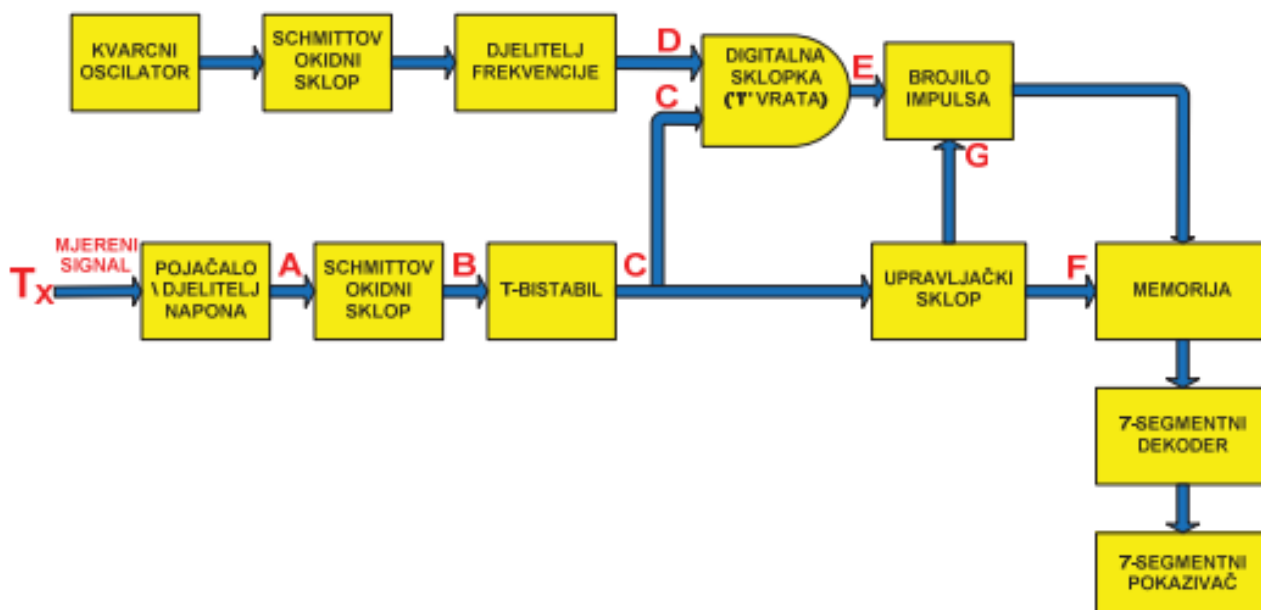 KVARCNI
OSCILATOR
SCHMITTOV
OKIDNI
SKLOP
DJELITELJ
FREKVENCIJE
D
C
DIGITALNA
SKLOPKA
("I" VRATA)
E
BROJILO
IMPULSA
G
MJERENI
SIGNAL
Tx
POJAČALO
\ DJELITELJ
NAPONA
A
SCHMITTOV
OKIDNI
SKLOP
B
T-BISTABIL
C
UPRAVLJAČKI
SKLOP
F
MEMORIJA
7-SEGMENTNI
DEKODER
7-SEGMENTNI
POKAZIVAČ